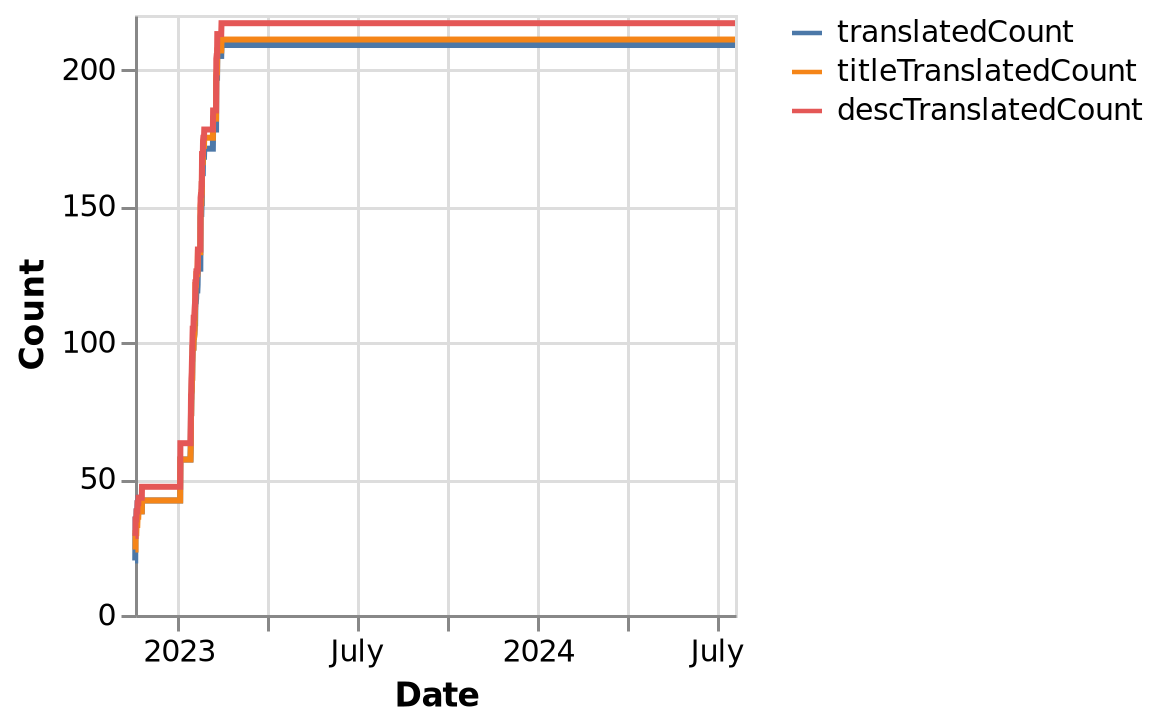 translatedCount
titleTranslatedCount
descTranslatedCount
200
150
100
50
0
Count
2023 July 2024 July
Date